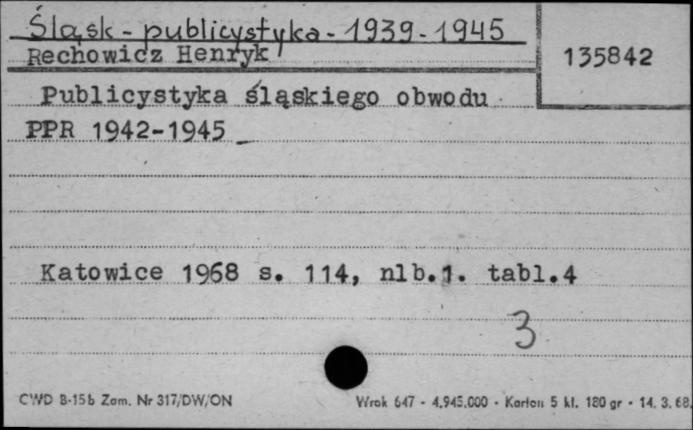 Śląsk - publicystyka - 1939 - 1945
Rechowicz Henryk
135842
Publicystyka śląskiego obwodu
PPR 1942-1945
Katowice 1968 s. 114, nlb.1. tabl.4
3
CWD B-15b Zam. Nr 317/DW/ON
Wrak 647 - 4.945.000 - Karton 5 kl. 180 gr - 14. 3. 68.